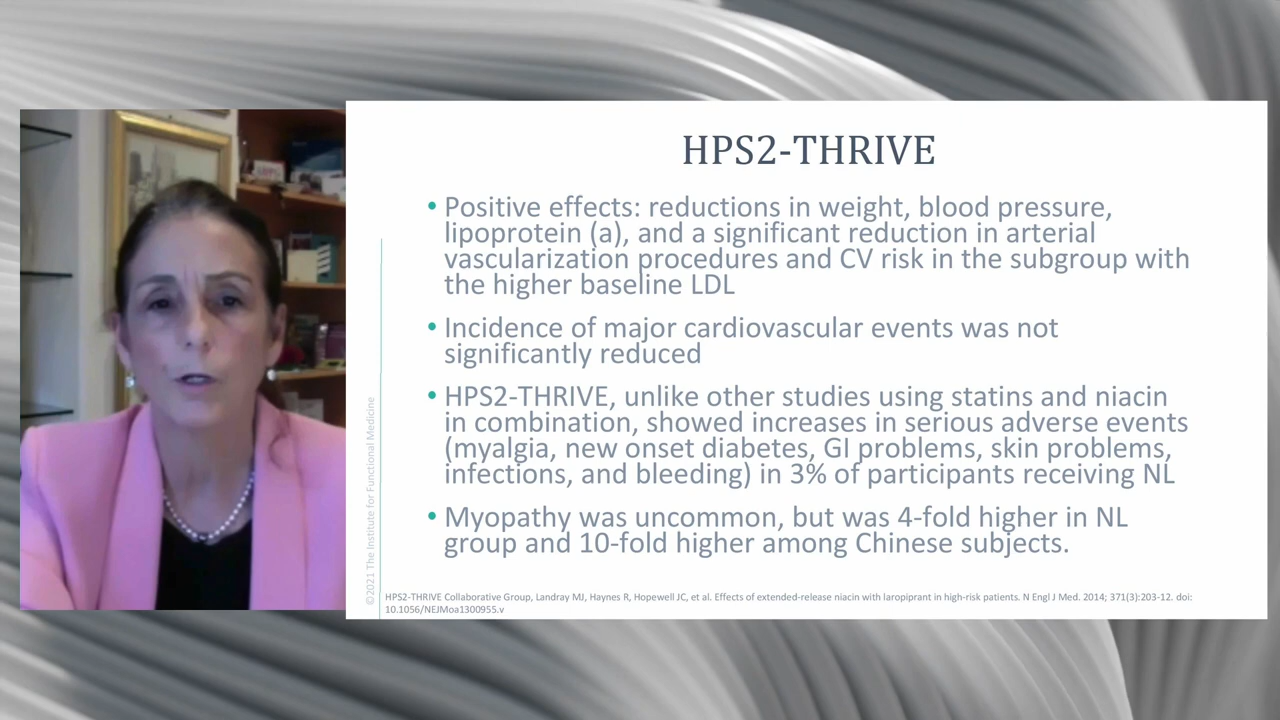 HPS2-THRIVE
• Positive effects: reductions in weight, blood pressure,
lipoprotein (a), and a significant reduction in arterial
vascularization procedures and CV risk in the subgroup with
the higher baseline LDL
• Incidence of major cardiovascular events was not
significantly reduced
• HPS2-THRIVE, unlike other studies using statins and niacin
in combination, showed increases in serious adverse events
(myalgia, new onset diabetes, GI problems, skin problems,
infections, and bleeding) in 3% of participants receiving NL
• Myopathy was uncommon, but was 4-fold higher in NL
group and 10-fold higher among Chinese subjects.
©2021 The Institute for Functional Medicine
HPS2-THRIVE Collaborative Group, Landray MJ, Haynes R, Hopewell JC, et al. Effects of extended-release niacin with laropiprant in high-risk patients. N Engl J Med. 2014; 371(3):203-12. doi:
10.1056/NEJMoa1300955.v